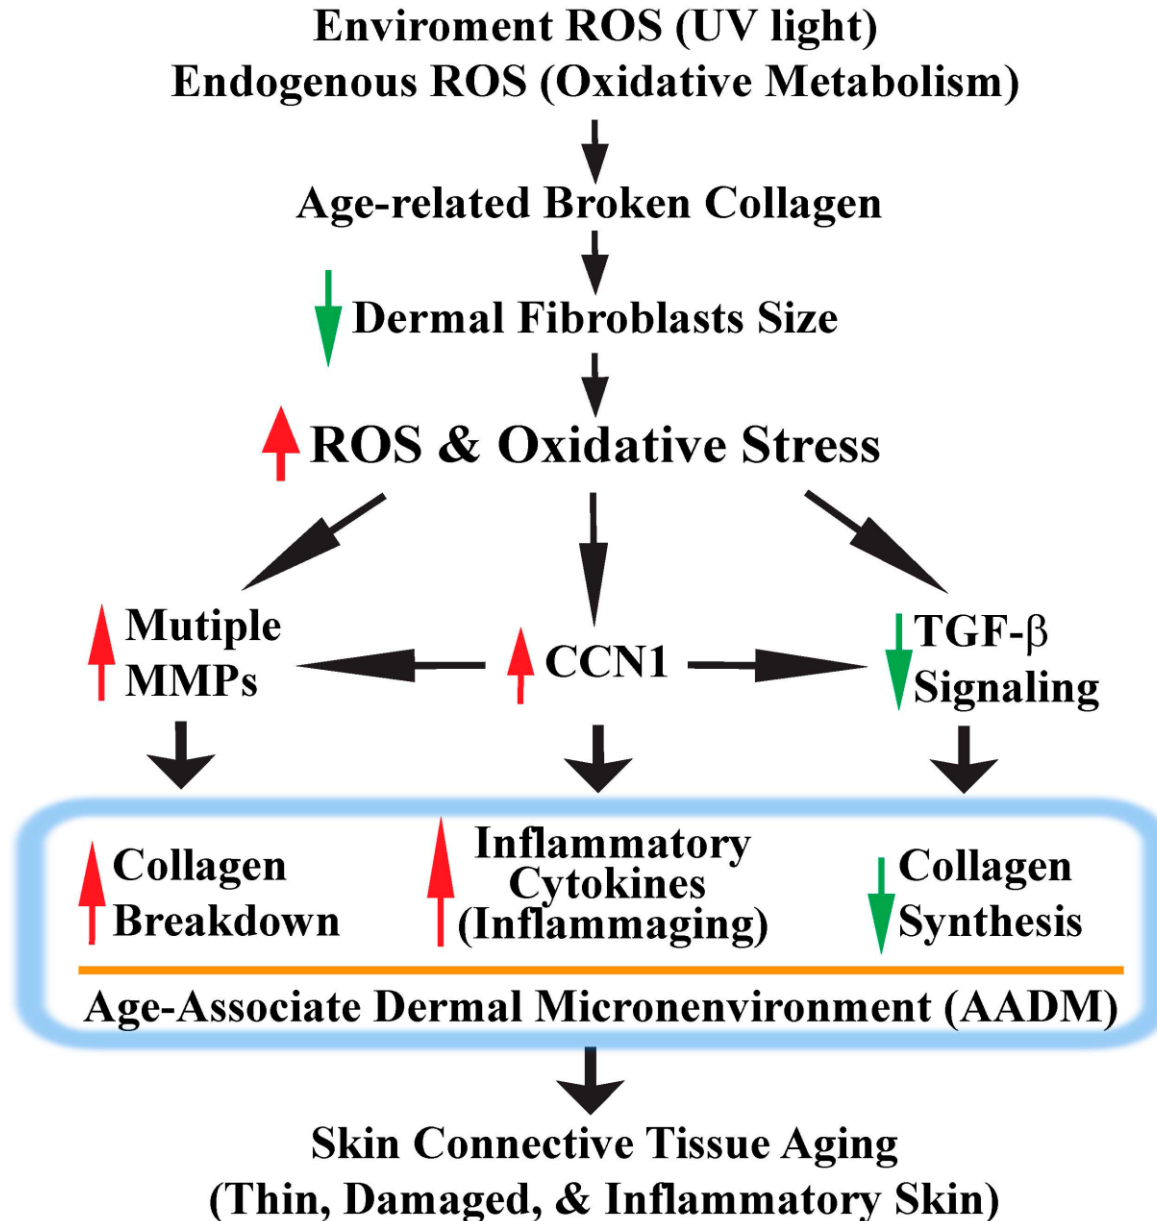 Enviroment ROS (UV light)
Endogenous ROS (Oxidative Metabolism)
Age-related Broken Collagen
Dermal Fibroblasts Size
ROS & Oxidative Stress
Mutiple
MMPs
CCN1
TGF-β
Signaling
Collagen
Breakdown
Inflammatory
Cytokines
(Inflammaging)
Collagen
Synthesis
Age-Associate Dermal Micronenvironment (AADM)
Skin Connective Tissue Aging
(Thin, Damaged, & Inflammatory Skin)